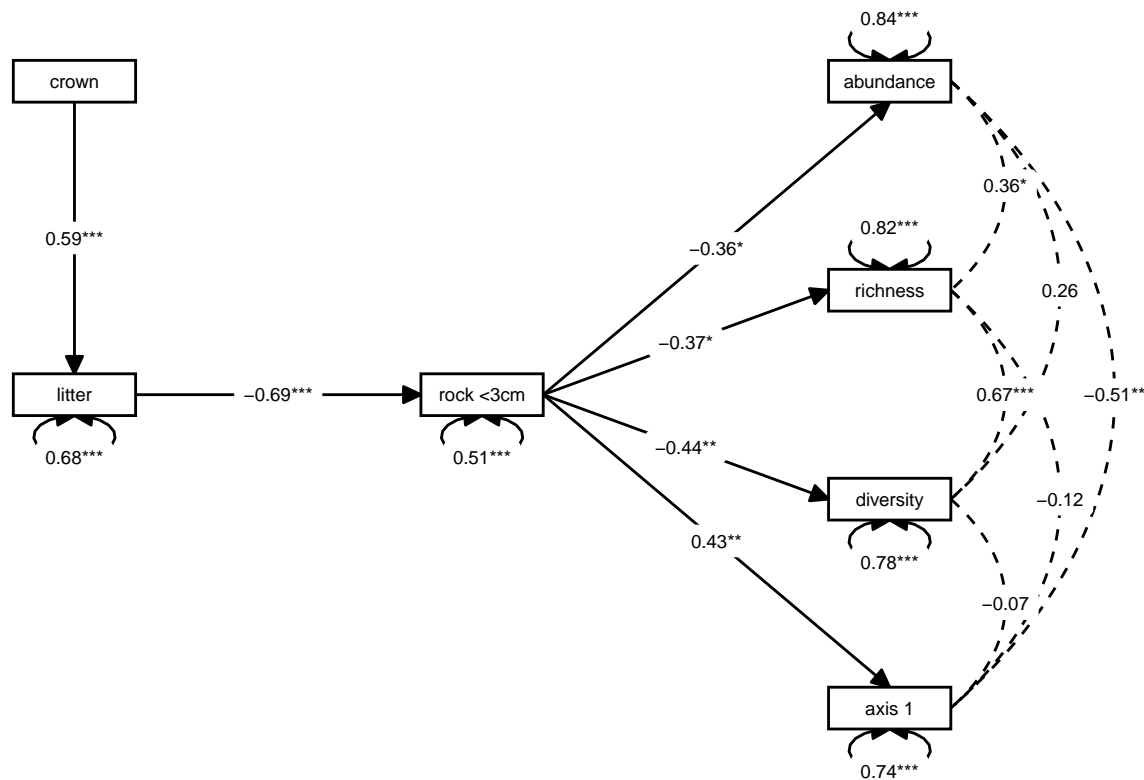 0.84***
crown
abundance
0.36*
0.59***
−0.36*
0.82***
richness
0.26
−0.37*
litter
−0.69***
rock <3cm
0.67***
−0.51**
0.68***
0.51***
−0.44**
diversity
−0.12
0.43**
0.78***
−0.07
axis 1
0.74***